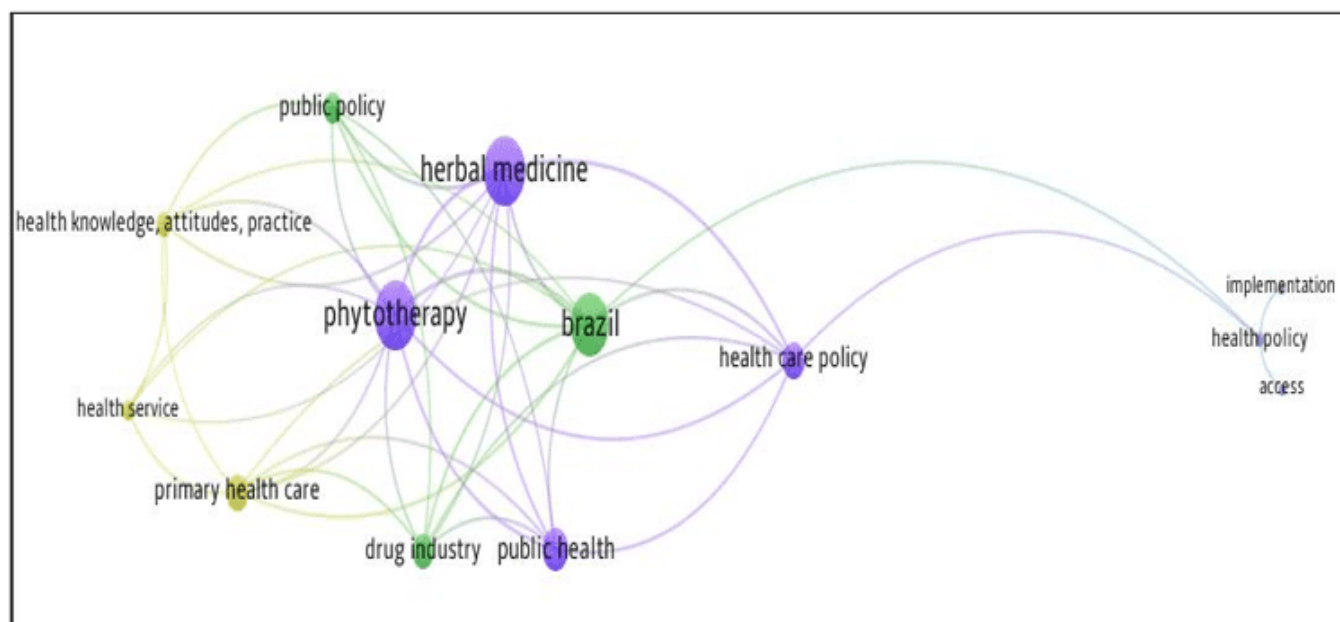 public policy
herbal medicine
health knowledge, attitudes, practice
implementation
phytotherapy
brazil
health policy
health care policy
access
health service
primary health care
drug industry
public health